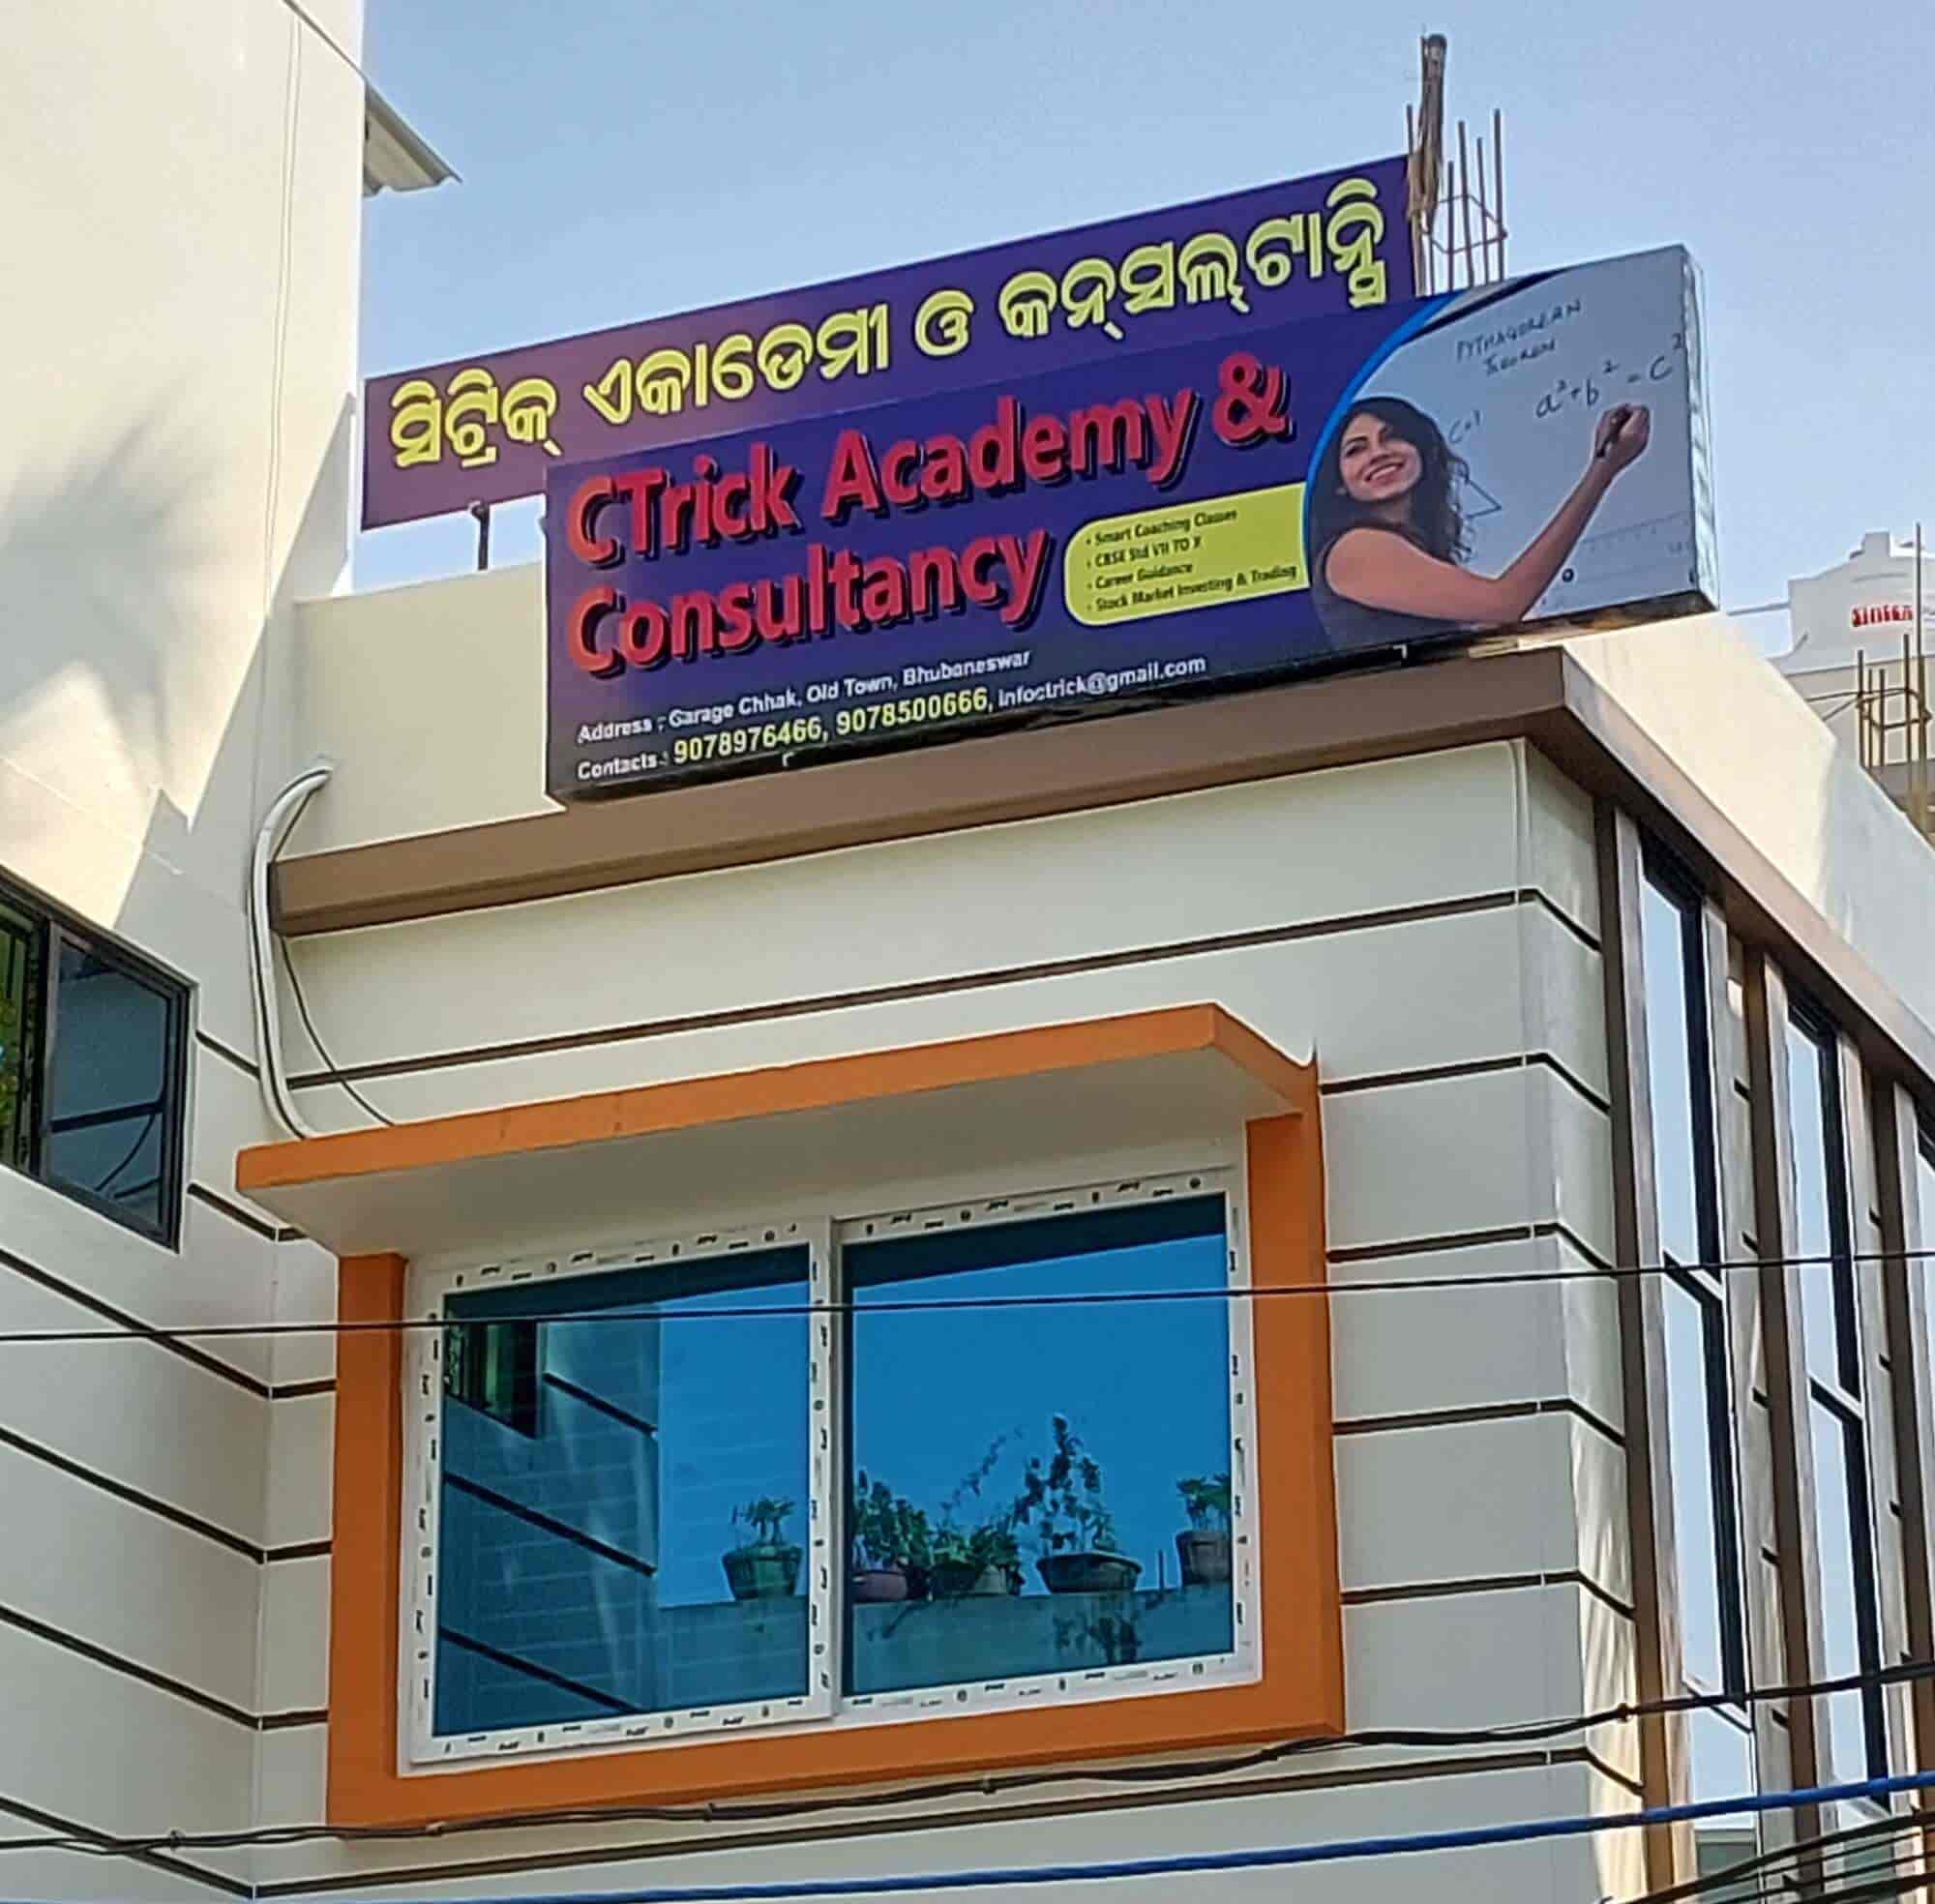 ସିଟ୍ରିକ୍ ଏକାଡେମୀ ଓ କନ୍‌ସଲ୍‌ଟାନ୍ସି
CTrick Academy &
Consultancy
• Smart Coaching Classes
• CBSE Std VII TO X
• Career Guidance
• Stock Market Investing & Trading
Address : Garage Chhak, Old Town, Bhubaneswar
Contacts : 9078976466, 9078500666, infoctrick@gmail.com
PYTHAGOREAN
THEOREM
a² + b² = c²